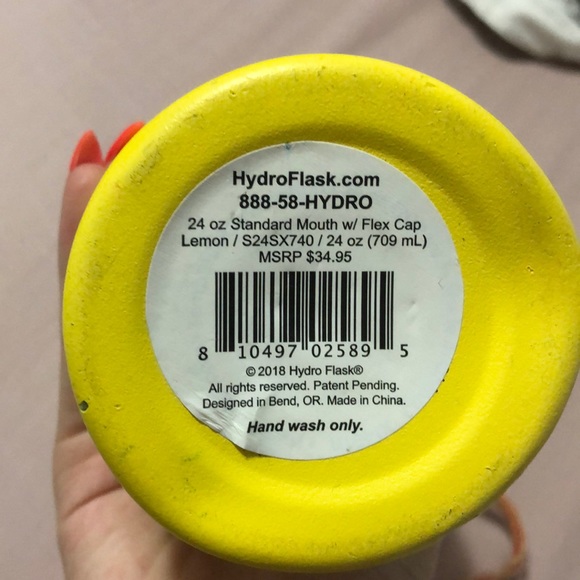 HydroFlask.com
888-58-HYDRO
24 oz Standard Mouth w/ Flex Cap
Lemon / S24SX740 / 24 oz (709 mL)
MSRP $34.95
8 10497 02589 5
© 2018 Hydro Flask®
All rights reserved. Patent Pending.
Designed in Bend, OR. Made in China.
Hand wash only.